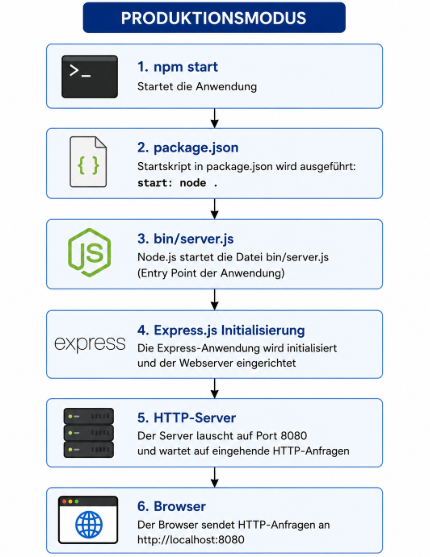 PRODUKTIONSMODUS
>_
1. npm start
Startet die Anwendung
{ }
2. package.json
Startskript in package.json wird ausgeführt:
start: node .
JS
3. bin/server.js
Node.js startet die Datei bin/server.js
(Entry Point der Anwendung)
express
4. Express.js Initialisierung
Die Express-Anwendung wird initialisiert
und der Webserver eingerichtet
5. HTTP-Server
Der Server lauscht auf Port 8080
und wartet auf eingehende HTTP-Anfragen
6. Browser
Der Browser sendet HTTP-Anfragen an
http://localhost:8080